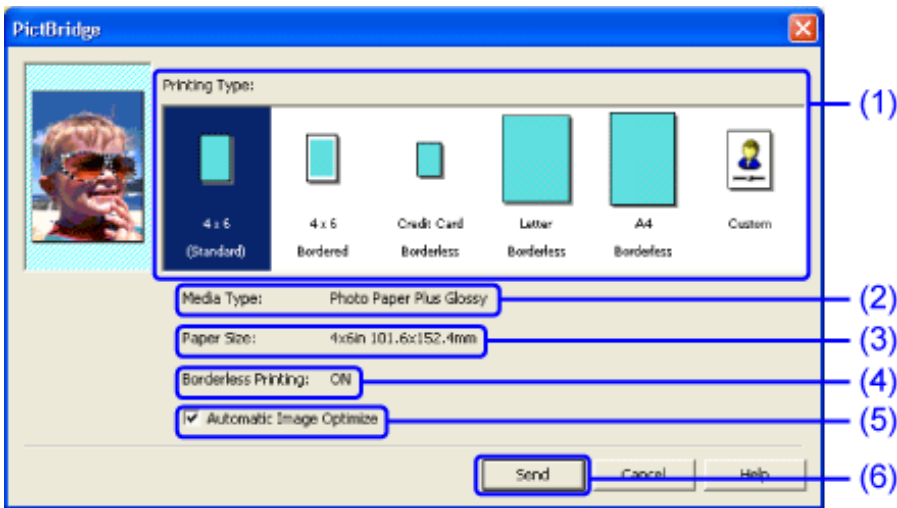 PictBridge
Printing Type:
(1)
4 x 6
(Standard)
4 x 6
Bordered
Credit Card
Borderless
Letter
Borderless
A4
Borderless
Custom
Media Type: Photo Paper Plus Glossy
(2)
Paper Size: 4x6in 101.6x152.4mm
(3)
Borderless Printing: ON
(4)
Automatic Image Optimize
(5)
Send Cancel Help
(6)